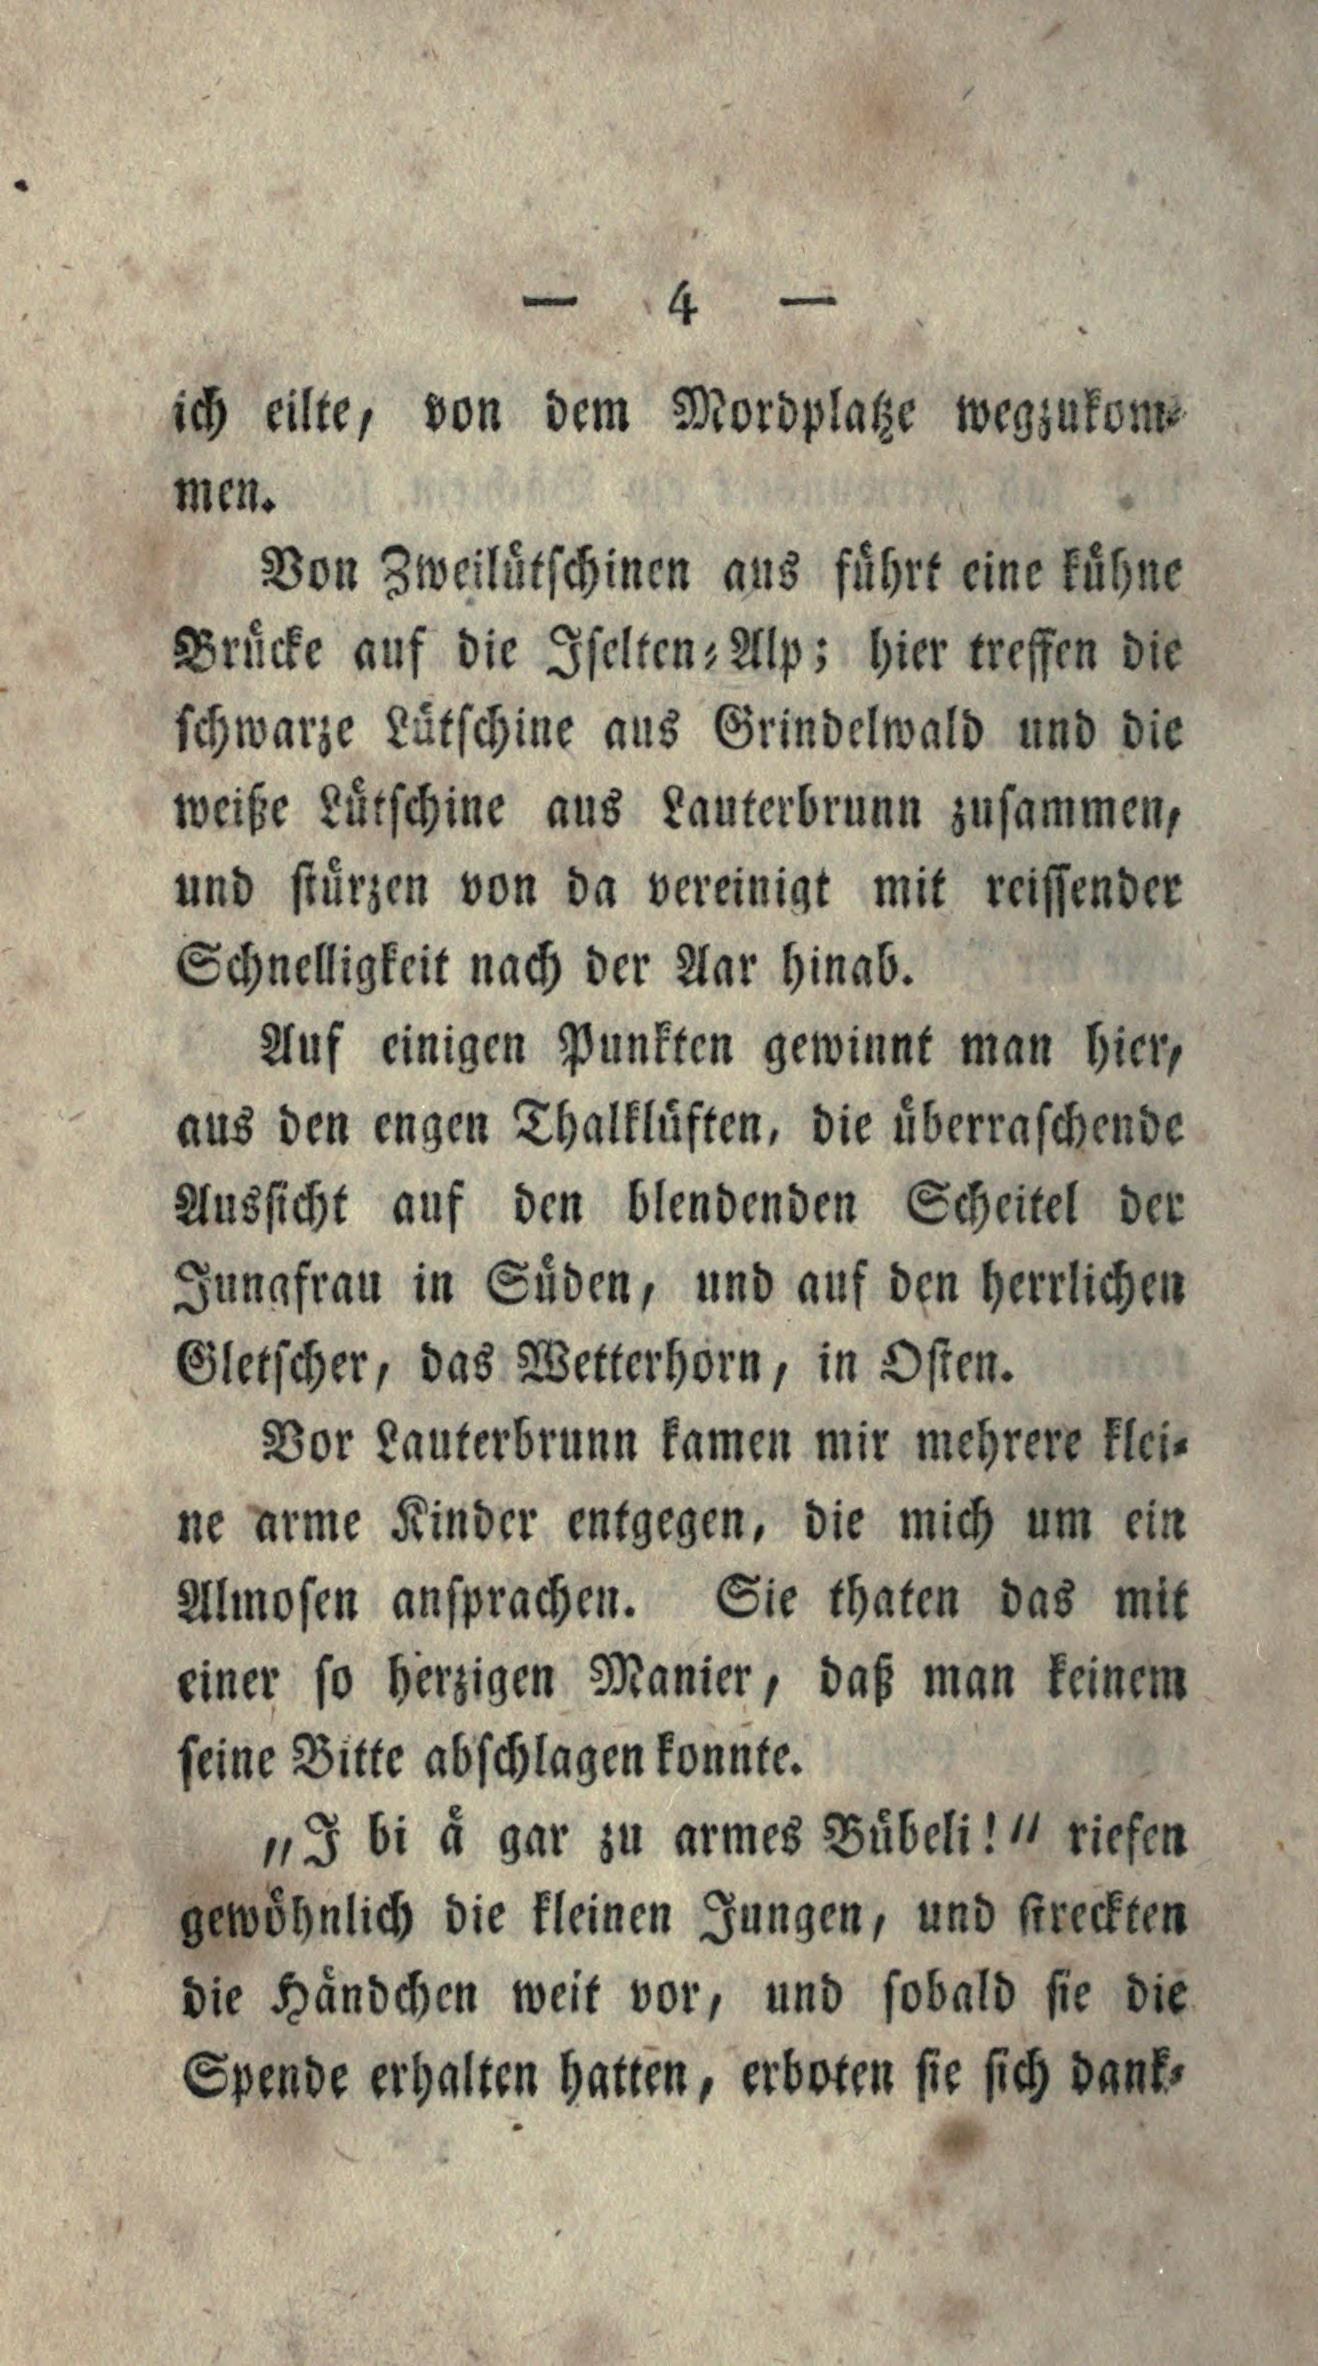 — 4 —
ich eilte, von dem Mordplatze wegzukom-
men.
Von Zweilütschinen aus führt eine kühne
Brücke auf die Iselten-Alp; hier treffen die
schwarze Lütschine aus Grindelwald und die
weiße Lütschine aus Lauterbrunn zusammen,
und stürzen von da vereinigt mit reissender
Schnelligkeit nach der Aar hinab.
Auf einigen Punkten gewinnt man hier,
aus den engen Thalklüften, die überraschende
Aussicht auf den blendenden Scheitel der
Jungfrau in Süden, und auf den herrlichen
Gletscher, das Wetterhorn, in Osten.
Vor Lauterbrunn kamen mir mehrere klei-
ne arme Kinder entgegen, die mich um ein
Almosen ansprachen. Sie thaten das mit
einer so herzigen Manier, daß man keinem
seine Bitte abschlagen konnte.
„I bi ä gar zu armes Bübeli!“ riefen
gewöhnlich die kleinen Jungen, und streckten
die Händchen weit vor, und sobald sie die
Spende erhalten hatten, erboten sie sich dank-